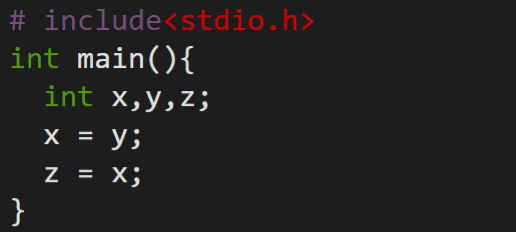 # include<stdio.h>
int main(){
  int x,y,z;
  x = y;
  z = x;
}